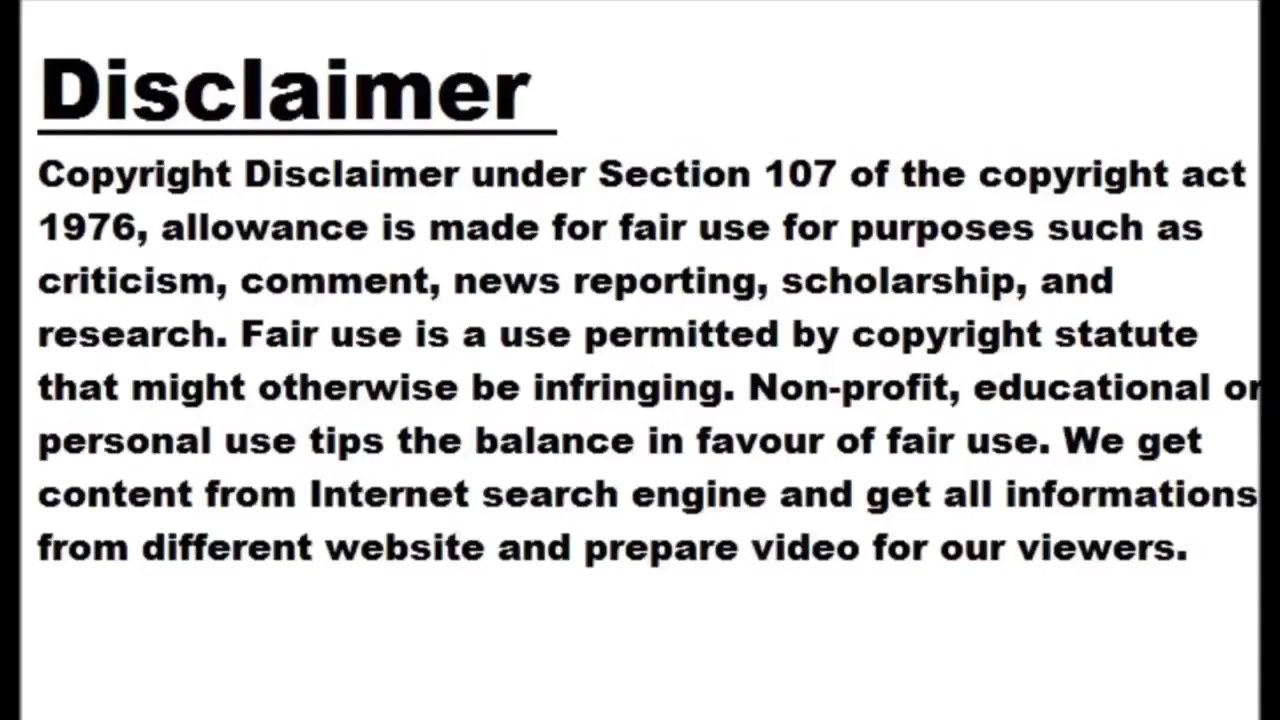 Disclaimer
Copyright Disclaimer under Section 107 of the copyright act
1976, allowance is made for fair use for purposes such as
criticism, comment, news reporting, scholarship, and
research. Fair use is a use permitted by copyright statute
that might otherwise be infringing. Non-profit, educational or
personal use tips the balance in favour of fair use. We get
content from Internet search engine and get all informations
from different website and prepare video for our viewers.